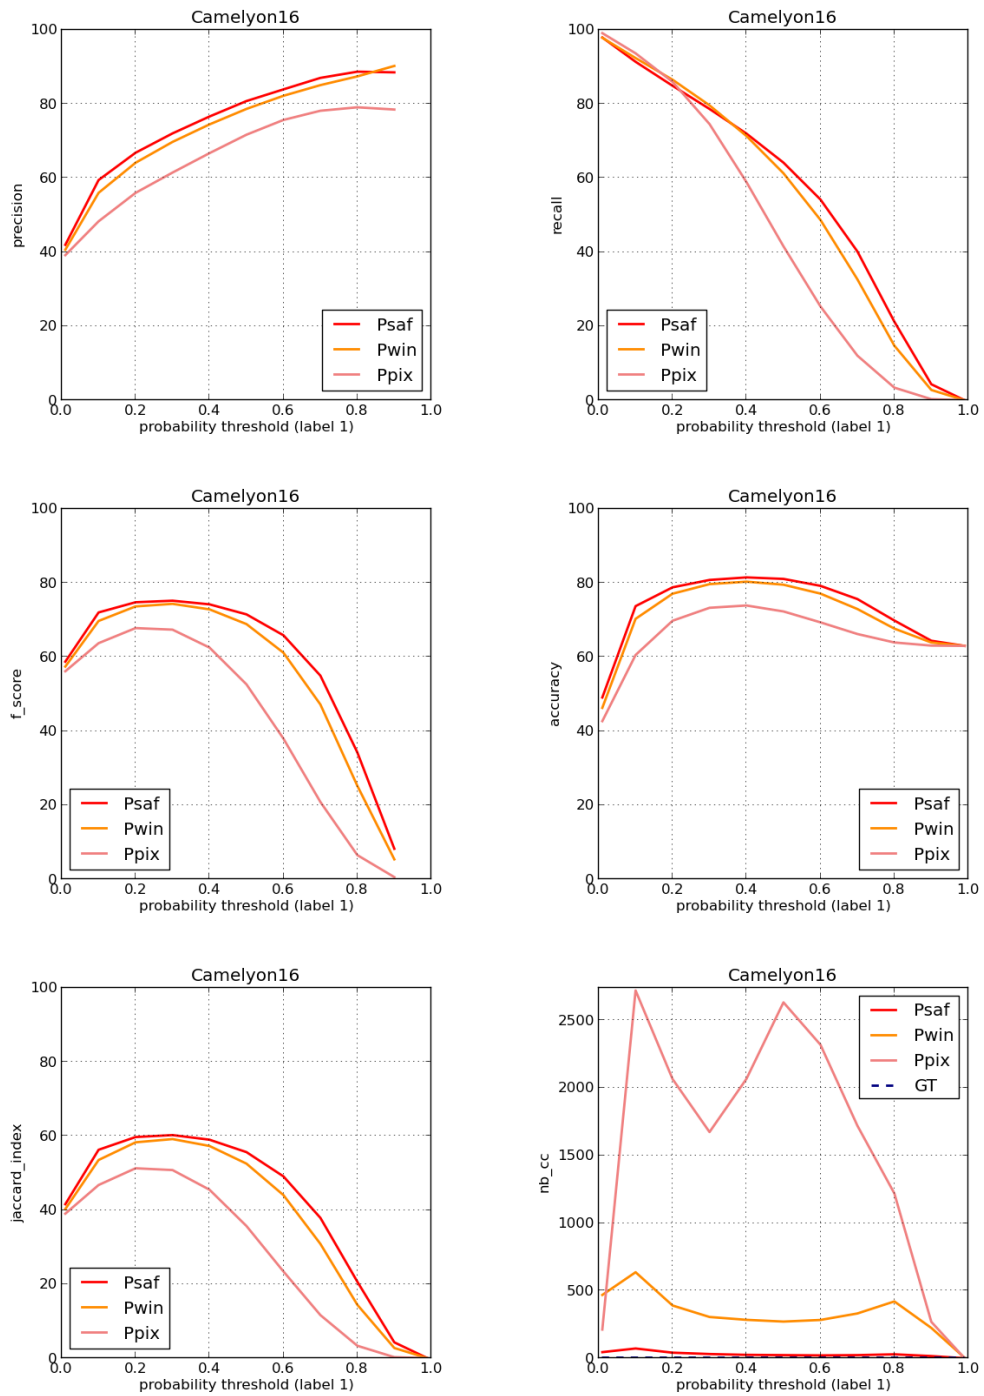 Camelyon16
100
80
60
40
20
0
precision
Psaf
Pwin
Ppix
0.0 0.2 0.4 0.6 0.8 1.0
probability threshold (label 1)
Camelyon16
100
80
60
40
20
0
recall
Psaf
Pwin
Ppix
0.0 0.2 0.4 0.6 0.8 1.0
probability threshold (label 1)
Camelyon16
100
80
60
40
20
0
f_score
Psaf
Pwin
Ppix
0.0 0.2 0.4 0.6 0.8 1.0
probability threshold (label 1)
Camelyon16
100
80
60
40
20
0
accuracy
Psaf
Pwin
Ppix
0.0 0.2 0.4 0.6 0.8 1.0
probability threshold (label 1)
Camelyon16
100
80
60
40
20
0
jaccard_index
Psaf
Pwin
Ppix
0.0 0.2 0.4 0.6 0.8 1.0
probability threshold (label 1)
Camelyon16
2500
2000
1500
1000
500
0
nb_cc
Psaf
Pwin
Ppix
GT
0.0 0.2 0.4 0.6 0.8 1.0
probability threshold (label 1)